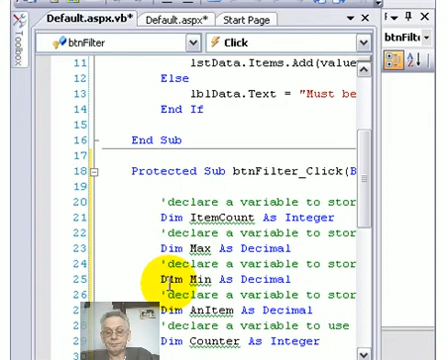 Default.aspx.vb* Default.aspx* Start Page
btnFilter Click btnFilt
Toolbox
11 lstData.Items.Add(value
12 Else
13 lblData.Text = "Must be
14 End If
15
16 End Sub
17
18 Protected Sub btnFilter_Click(B
19
20 'declare a variable to stor
21 Dim ItemCount As Integer
22 'declare a variable to stor
23 Dim Max As Decimal
24 'declare a variable to stor
25 Dim Min As Decimal
26 'declare a variable to stor
Dim AnItem As Decimal
'declare a variable to use
Dim Counter As Integer